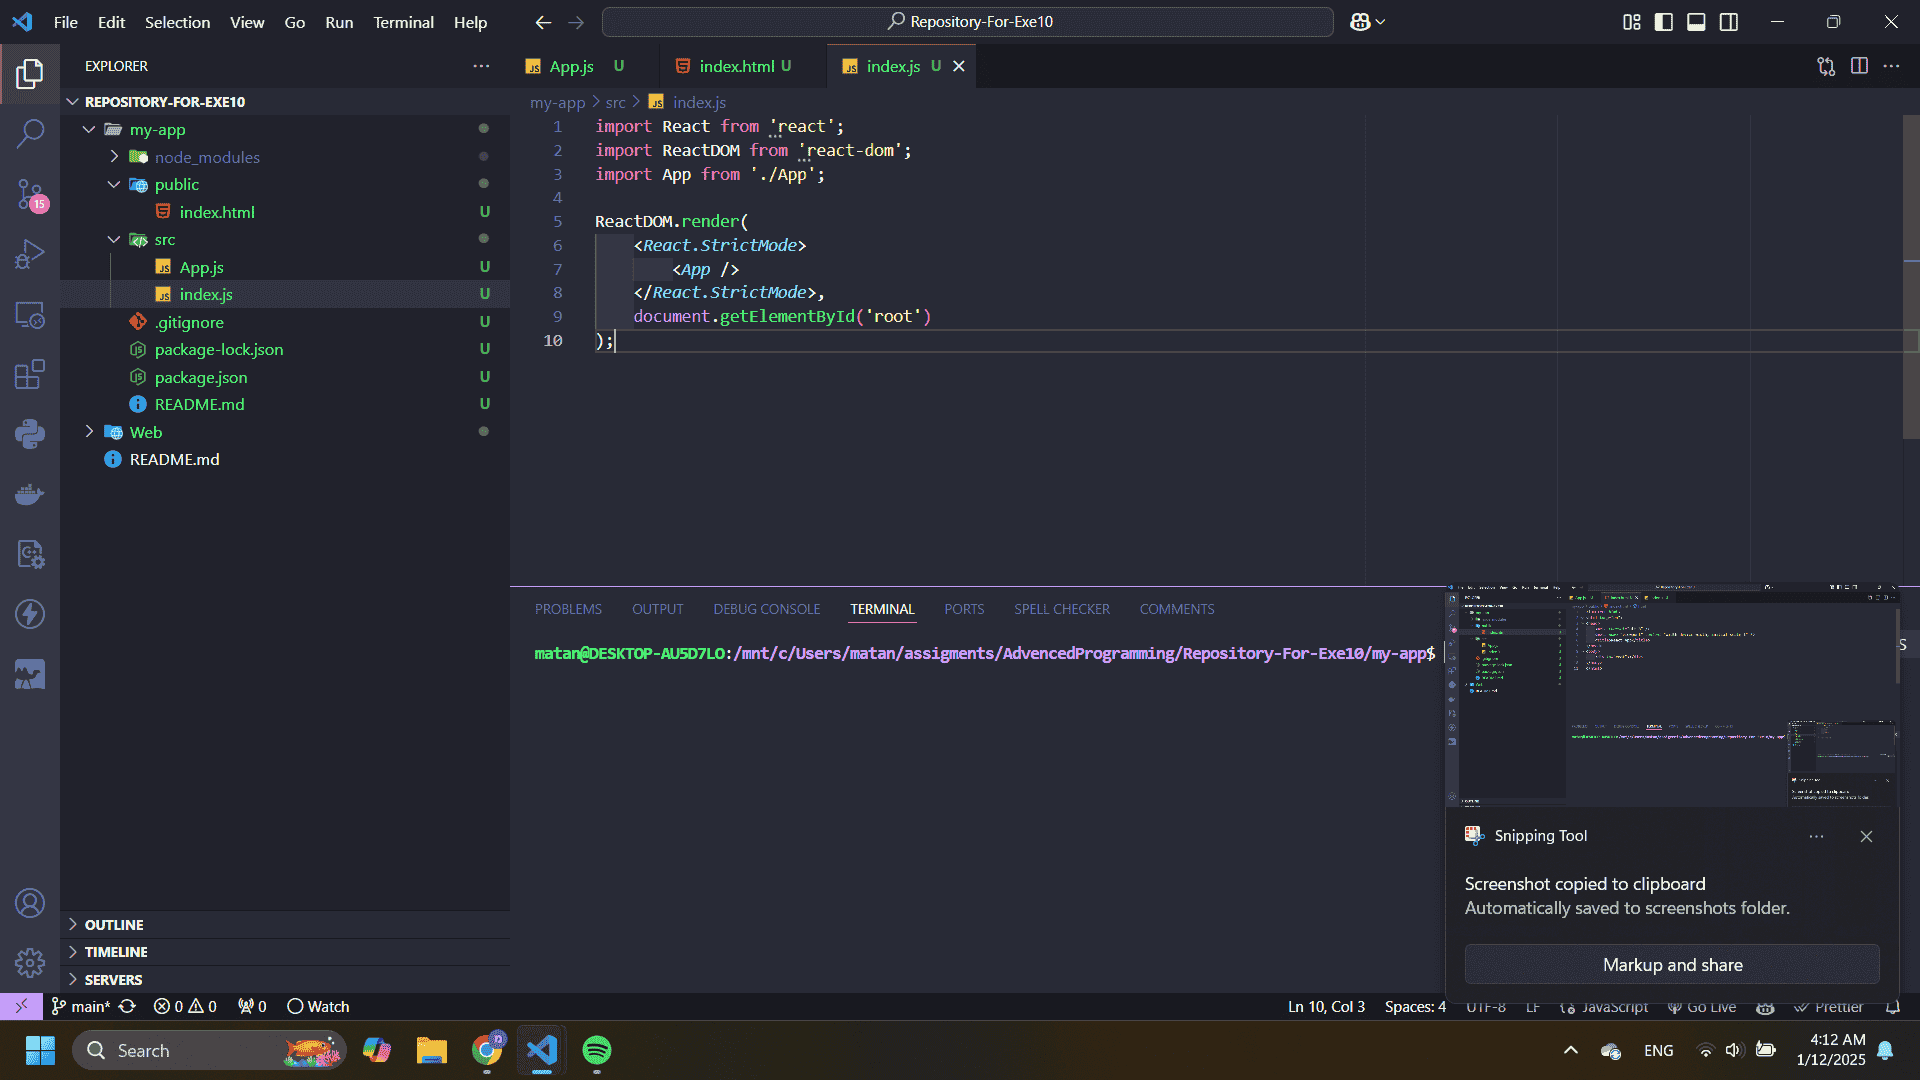 File Edit Selection View Go Run Terminal Help
Repository-For-Exe10
EXPLORER
REPOSITORY-FOR-EXE10
my-app
node_modules
public
index.html U
src
App.js U
index.js U
.gitignore U
package-lock.json U
package.json U
README.md U
Web
README.md
15
OUTLINE
TIMELINE
SERVERS
App.js U index.html U index.js U
my-app > src > JS index.js
1 import React from 'react';
2 import ReactDOM from 'react-dom';
3 import App from './App';
4
5 ReactDOM.render(
6 <React.StrictMode>
7 <App />
8 </React.StrictMode>,
9 document.getElementById('root')
10 );
PROBLEMS OUTPUT DEBUG CONSOLE TERMINAL PORTS SPELL CHECKER COMMENTS
matan@DESKTOP-AU5D7LO:/mnt/c/Users/matan/assigments/AdvencedProgramming/Repository-For-Exe10/my-app$
Snipping Tool
Screenshot copied to clipboard
Automatically saved to screenshots folder.
Markup and share
main* 0 0 0 Watch
Ln 10, Col 3 Spaces: 4 UTF-8 LF JavaScript Go Live Prettier
Search
ENG
4:12 AM
1/12/2025